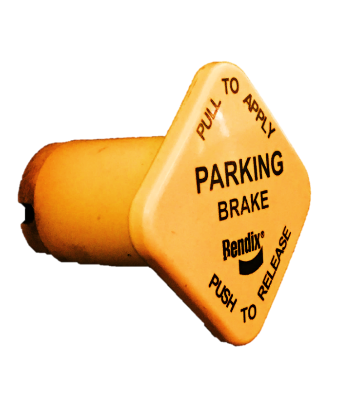 PULL TO APPLY
PARKING
BRAKE
Bendix®
PUSH TO RELEASE